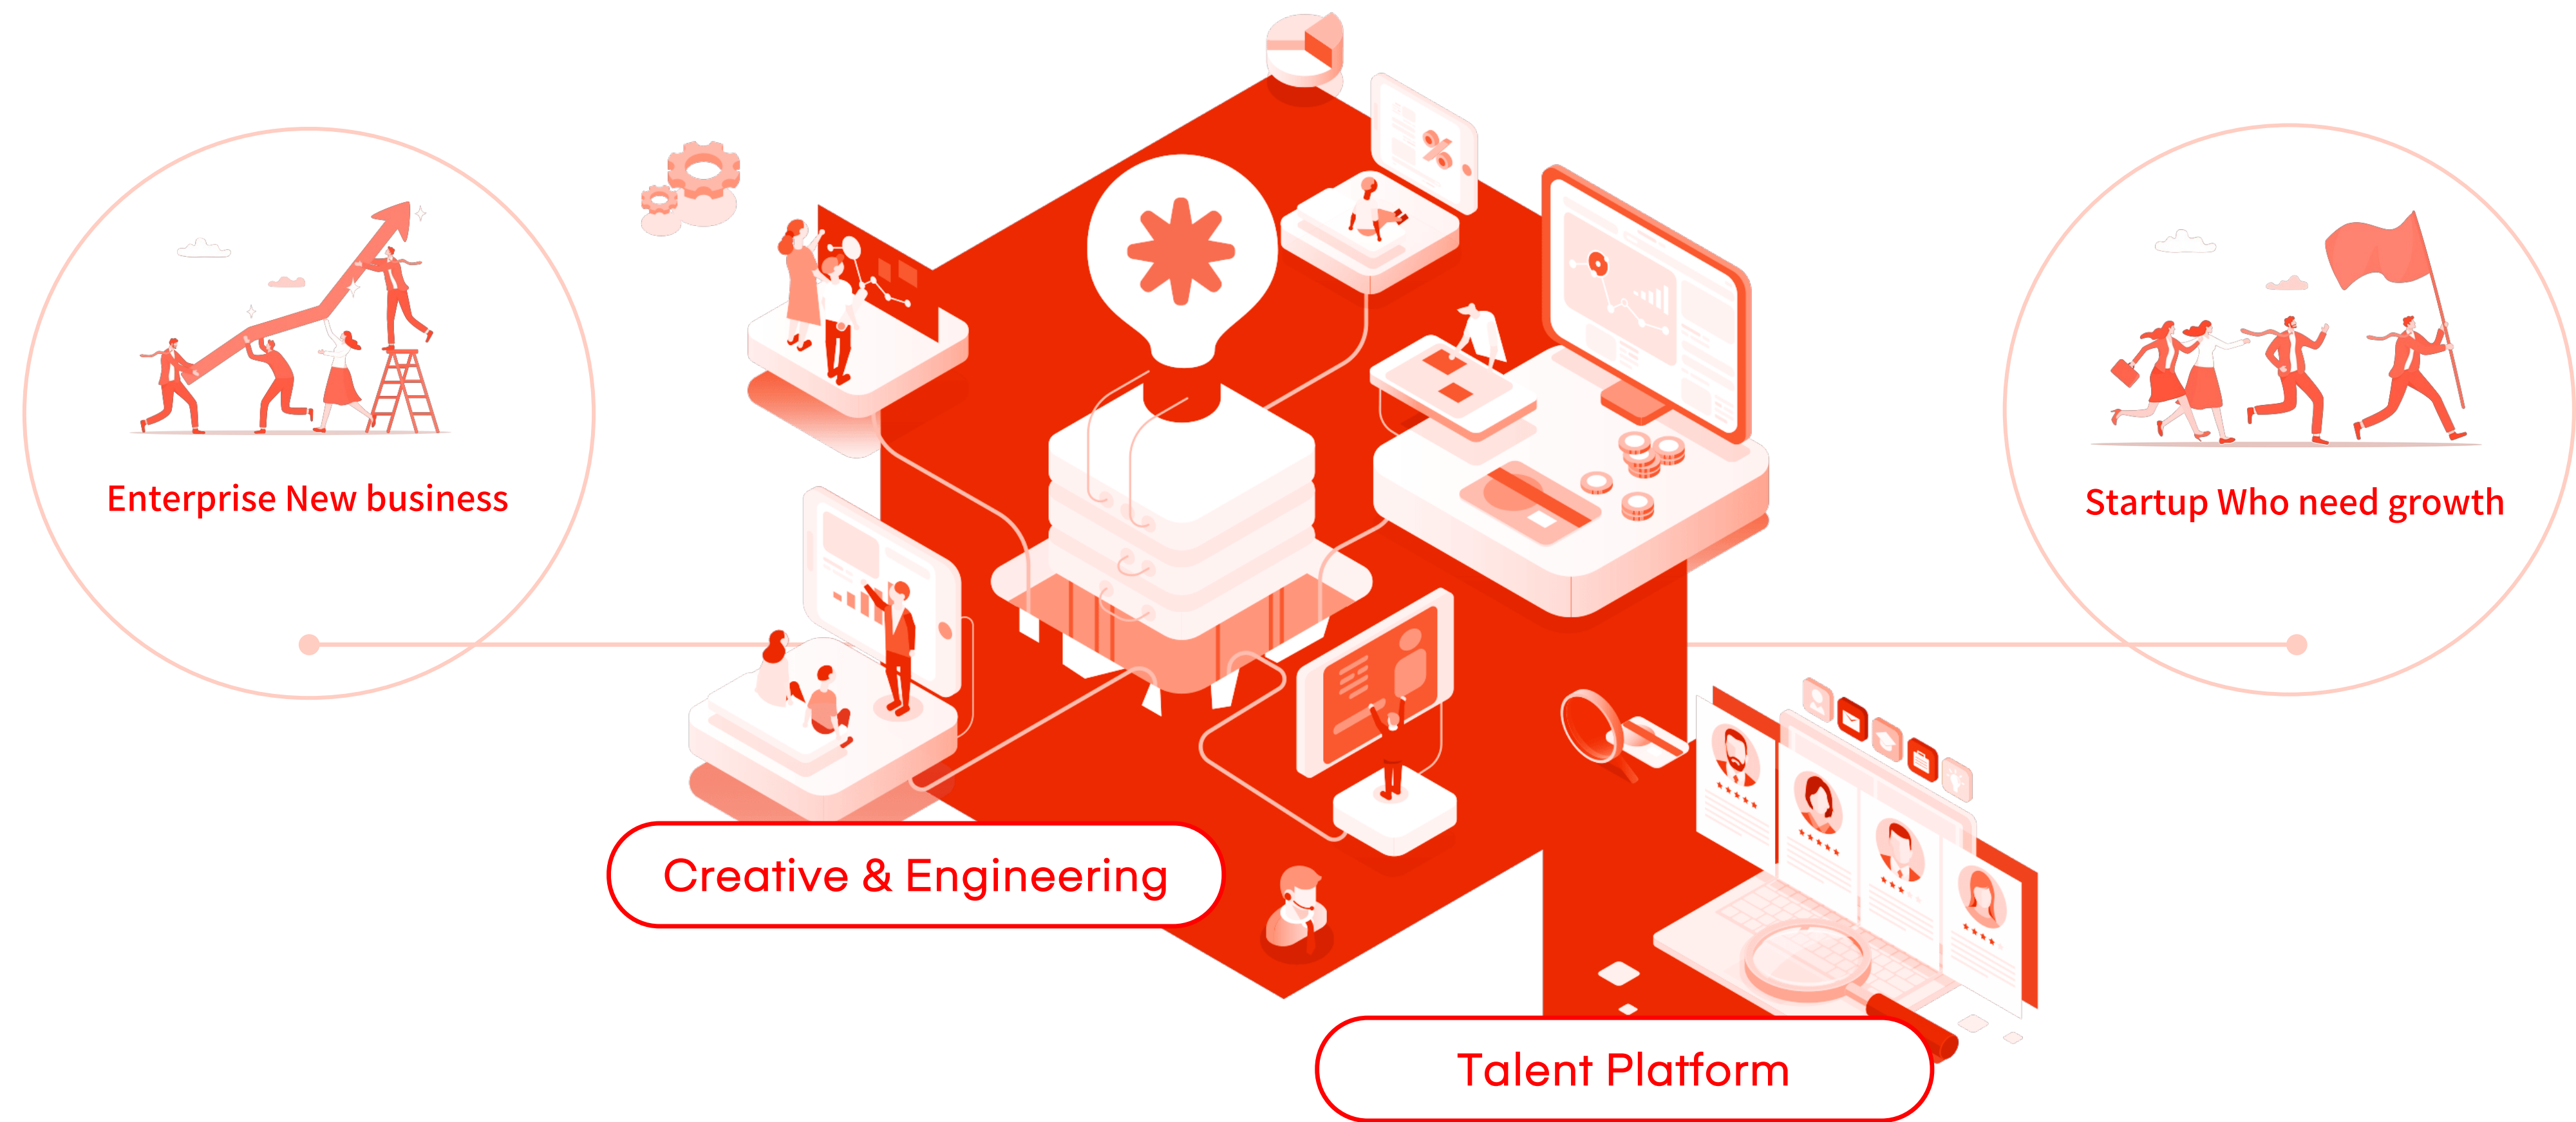 Enterprise New business
Startup Who need growth
Creative & Engineering
Talent Platform